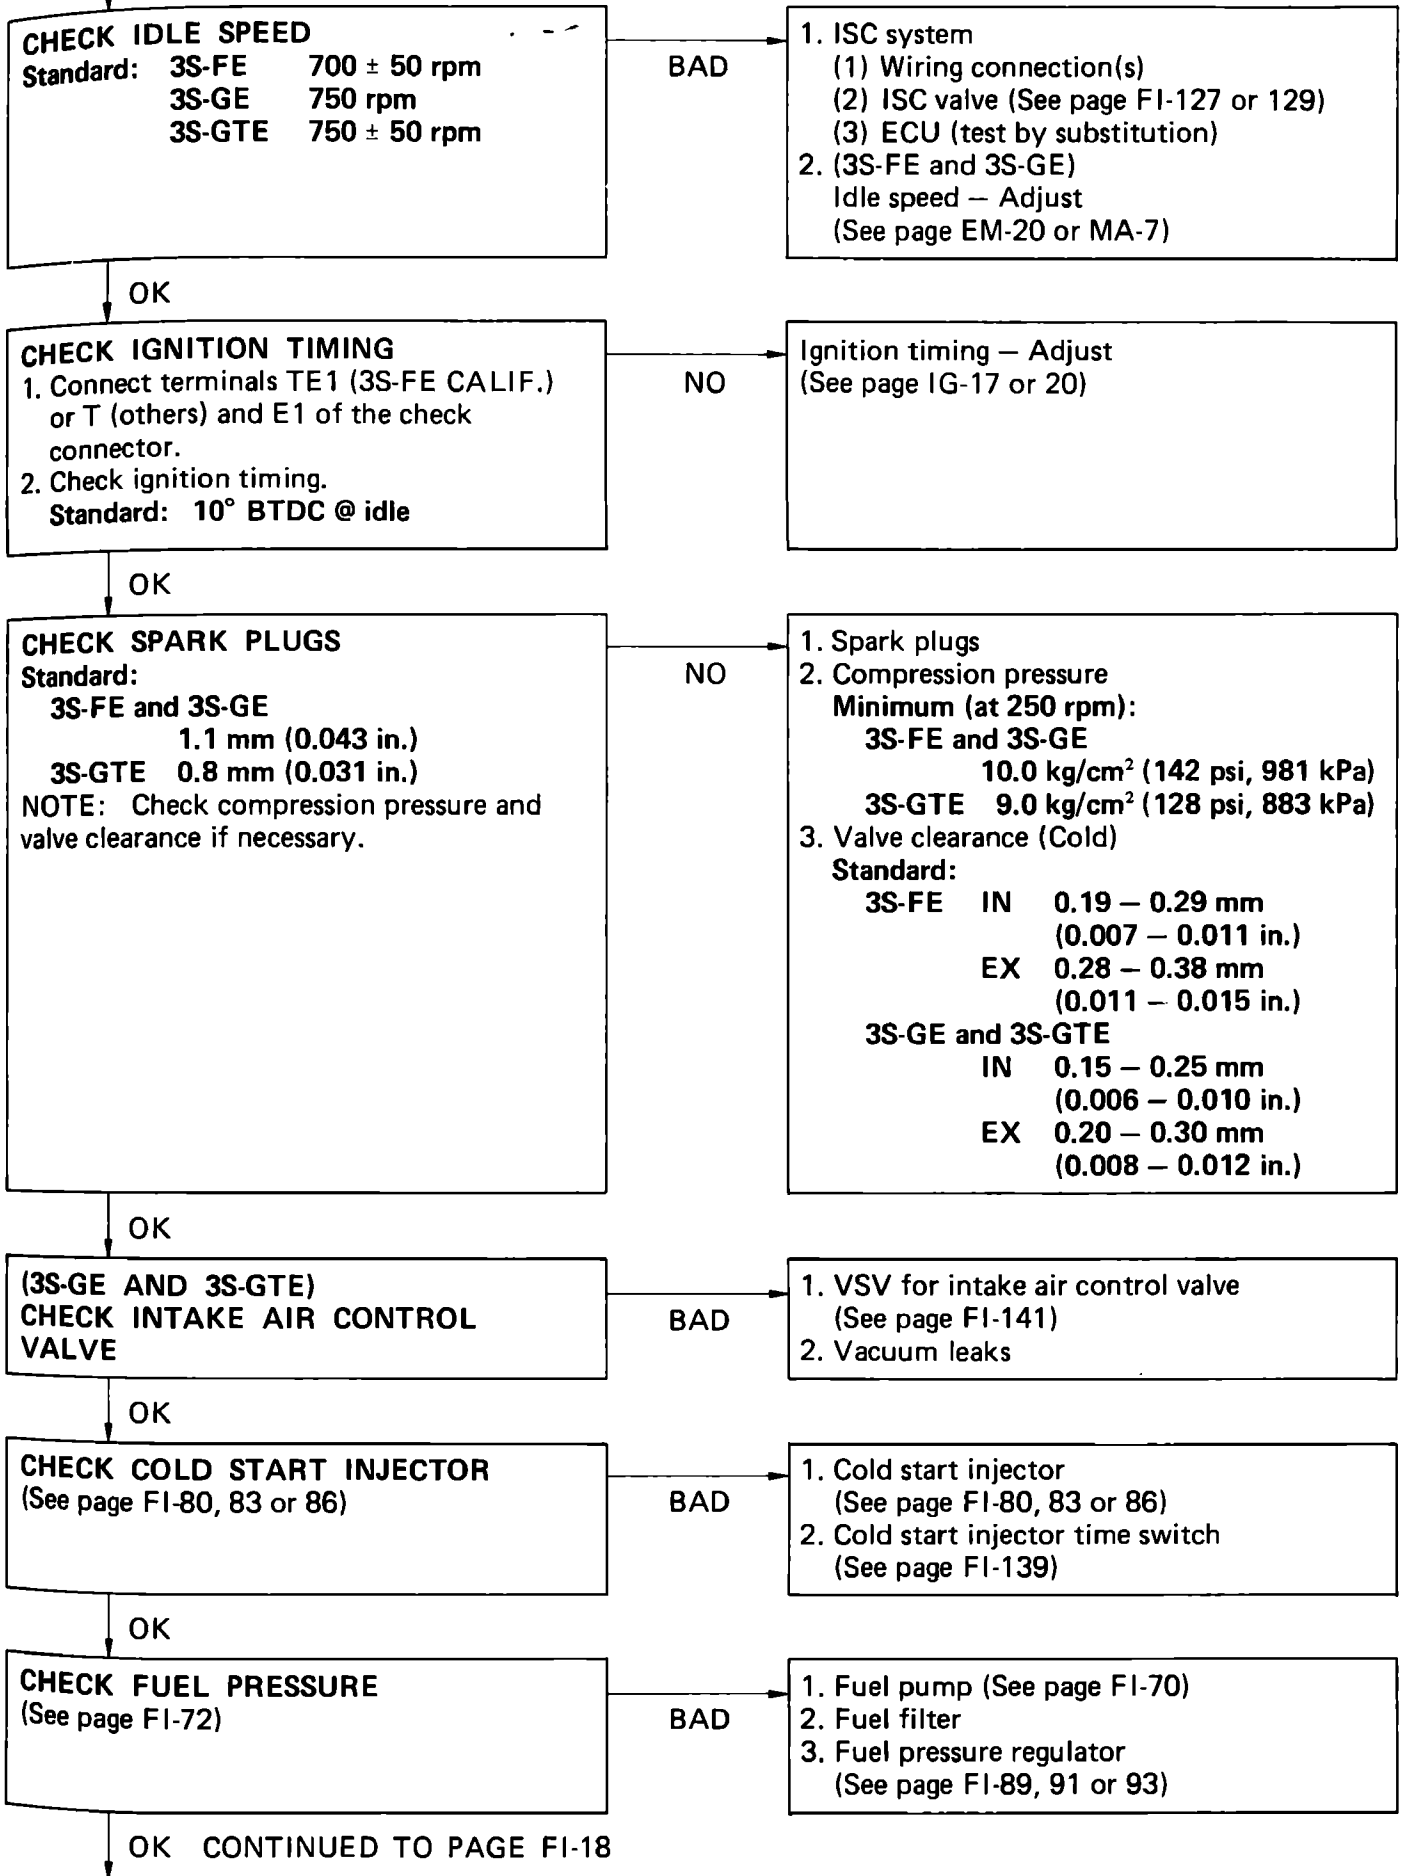 CHECK IDLE SPEED
Standard: 3S-FE 700 ± 50 rpm
3S-GE 750 rpm
3S-GTE 750 ± 50 rpm
BAD
1. ISC system
(1) Wiring connection(s)
(2) ISC valve (See page FI-127 or 129)
(3) ECU (test by substitution)
2. (3S-FE and 3S-GE)
Idle speed — Adjust
(See page EM-20 or MA-7)
OK
CHECK IGNITION TIMING
1. Connect terminals TE1 (3S-FE CALIF.)
or T (others) and E1 of the check
connector.
2. Check ignition timing.
Standard: 10° BTDC @ idle
NO
Ignition timing — Adjust
(See page IG-17 or 20)
OK
CHECK SPARK PLUGS
Standard:
3S-FE and 3S-GE
1.1 mm (0.043 in.)
3S-GTE 0.8 mm (0.031 in.)
NOTE: Check compression pressure and
valve clearance if necessary.
NO
1. Spark plugs
2. Compression pressure
Minimum (at 250 rpm):
3S-FE and 3S-GE
10.0 kg/cm² (142 psi, 981 kPa)
3S-GTE 9.0 kg/cm² (128 psi, 883 kPa)
3. Valve clearance (Cold)
Standard:
3S-FE IN 0.19 — 0.29 mm
(0.007 — 0.011 in.)
EX 0.28 — 0.38 mm
(0.011 — 0.015 in.)
3S-GE and 3S-GTE
IN 0.15 — 0.25 mm
(0.006 — 0.010 in.)
EX 0.20 — 0.30 mm
(0.008 — 0.012 in.)
OK
(3S-GE AND 3S-GTE)
CHECK INTAKE AIR CONTROL
VALVE
BAD
1. VSV for intake air control valve
(See page FI-141)
2. Vacuum leaks
OK
CHECK COLD START INJECTOR
(See page FI-80, 83 or 86)
BAD
1. Cold start injector
(See page FI-80, 83 or 86)
2. Cold start injector time switch
(See page FI-139)
OK
CHECK FUEL PRESSURE
(See page FI-72)
BAD
1. Fuel pump (See page FI-70)
2. Fuel filter
3. Fuel pressure regulator
(See page FI-89, 91 or 93)
OK CONTINUED TO PAGE FI-18